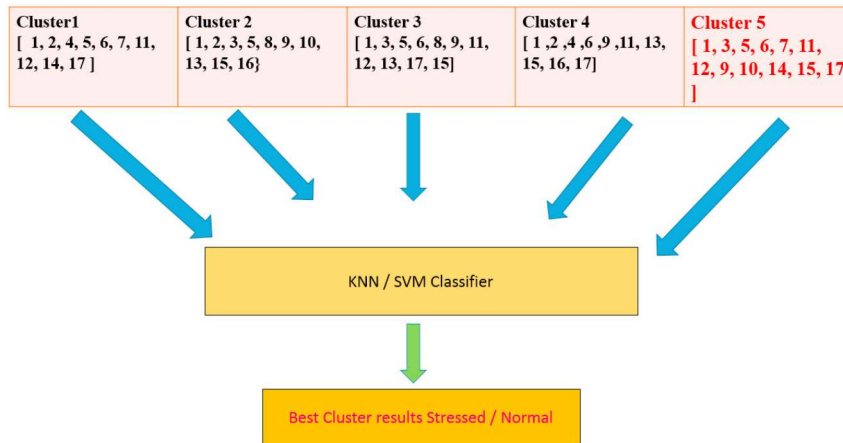 Cluster1
[ 1, 2, 4, 5, 6, 7, 11,
12, 14, 17 ]
Cluster 2
[ 1, 2, 3, 5, 8, 9, 10,
13, 15, 16}
Cluster 3
[ 1, 3, 5, 6, 8, 9, 11,
12, 13, 17, 15]
Cluster 4
[ 1 ,2 ,4 ,6 ,9 ,11, 13,
15, 16, 17]
Cluster 5
[ 1, 3, 5, 6, 7, 11,
12, 9, 10, 14, 15, 17
]
KNN / SVM Classifier
Best Cluster results Stressed / Normal